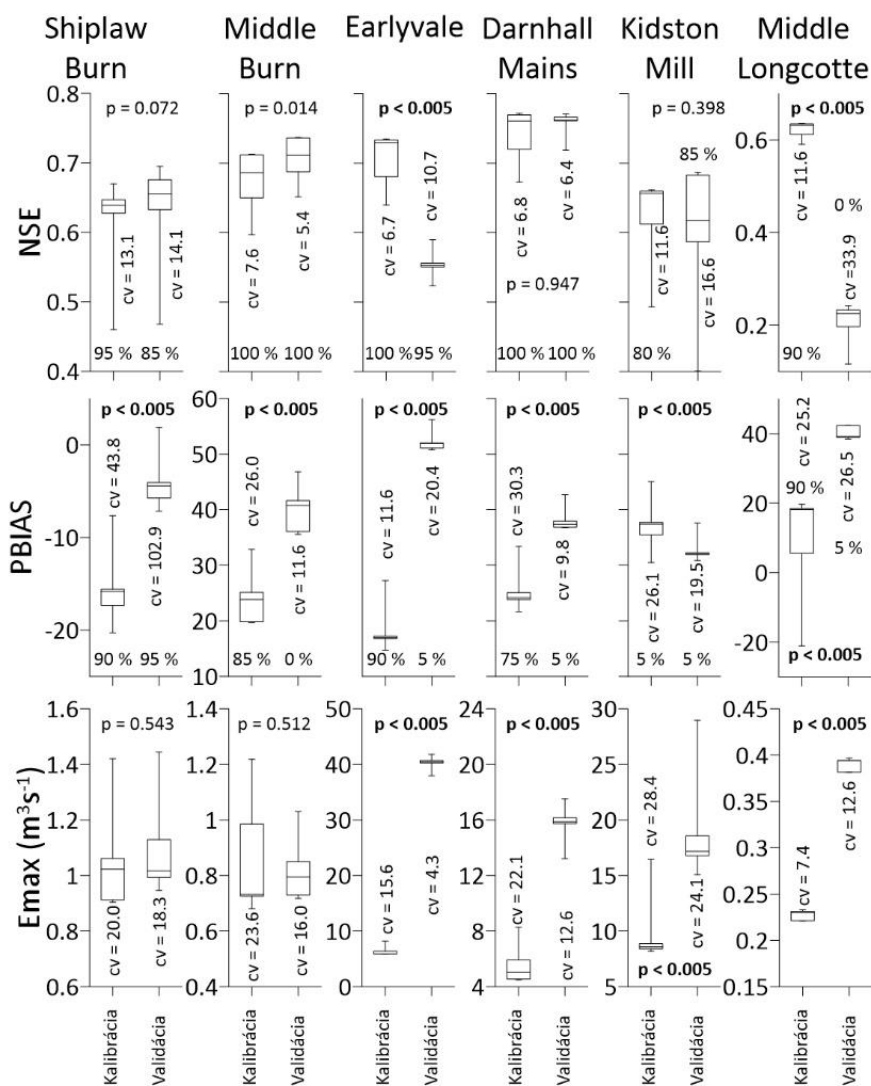 Shiplaw Burn
Middle Burn
Earlyvale
Darnhall Mains
Kidston Mill
Middle Longcotte
NSE
0.8
0.7
0.6
0.5
0.4
p = 0.072
cv = 13.1
cv = 14.1
95 %
85 %
p = 0.014
cv = 7.6
cv = 5.4
100 %
100 %
p < 0.005
cv = 6.7
cv = 10.7
100 %
95 %
cv = 6.8
cv = 6.4
p = 0.947
100 %
100 %
p = 0.398
85 %
cv = 11.6
cv = 16.6
80 %
0.6
0.4
0.2
p < 0.005
cv = 11.6
0 %
cv =33.9
90 %
PBIAS
0
-10
-20
p < 0.005
cv = 43.8
cv = 102.9
90 %
95 %
60
50
40
30
20
10
p < 0.005
cv = 26.0
cv = 11.6
85 %
0 %
p < 0.005
cv = 11.6
cv = 20.4
90 %
5 %
p < 0.005
cv = 30.3
cv = 9.8
75 %
5 %
p < 0.005
cv = 26.1
cv = 19.5
5 %
5 %
40
20
0
-20
cv = 25.2
90 %
cv = 26.5
5 %
p < 0.005
Emax (m³s⁻¹)
1.6
1.4
1.2
1
0.8
0.6
p = 0.543
cv = 20.0
cv = 18.3
1.4
1.2
1
0.8
0.6
0.4
p = 0.512
cv = 23.6
cv = 16.0
50
40
30
20
10
0
p < 0.005
cv = 15.6
cv = 4.3
24
20
16
12
8
4
p < 0.005
cv = 22.1
cv = 12.6
30
25
20
15
10
5
cv = 28.4
cv = 24.1
p < 0.005
0.45
0.4
0.35
0.3
0.25
0.2
0.15
p < 0.005
cv = 7.4
cv = 12.6
Kalibrácia
Validácia
Kalibrácia
Validácia
Kalibrácia
Validácia
Kalibrácia
Validácia
Kalibrácia
Validácia
Kalibrácia
Validácia